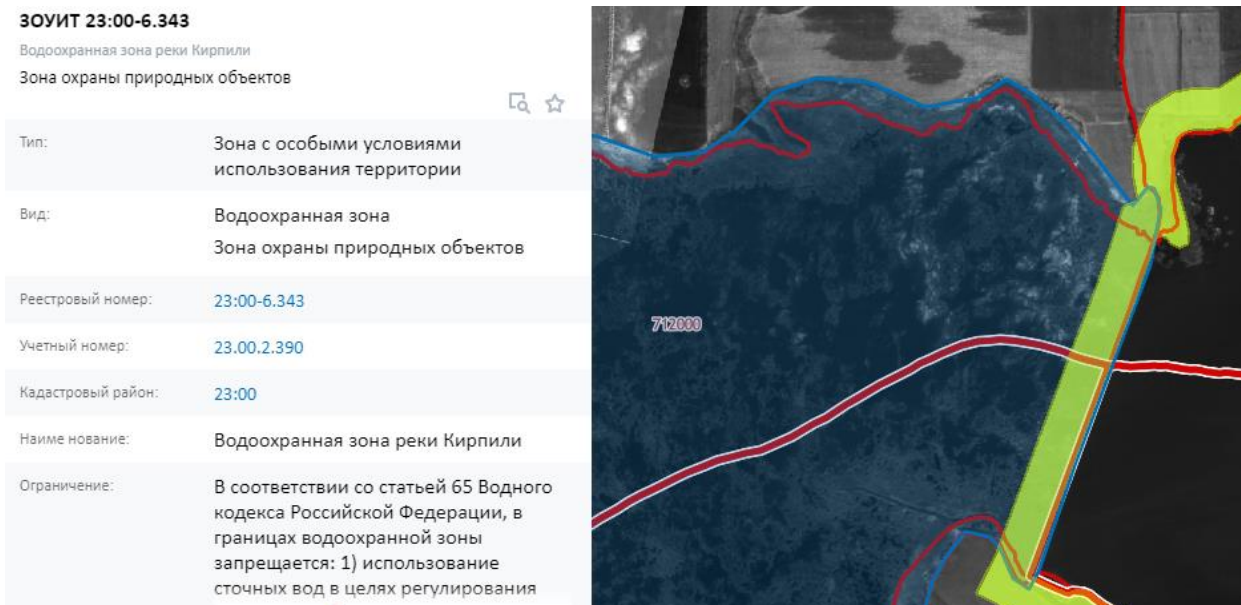 ЗОУИТ 23:00-6.343
Водоохранная зона реки Кирпили
Зона охраны природных объектов
Тип:
Зона с особыми условиями
использования территории
Вид:
Водоохранная зона
Зона охраны природных объектов
Реестровый номер:
23:00-6.343
Учетный номер:
23.00.2.390
Кадастровый район:
23:00
Наиме нование:
Водоохранная зона реки Кирпили
Ограничение:
В соответствии со статьей 65 Водного
кодекса Российской Федерации, в
границах водоохранной зоны
запрещается: 1) использование
сточных вод в целях регулирования
712000